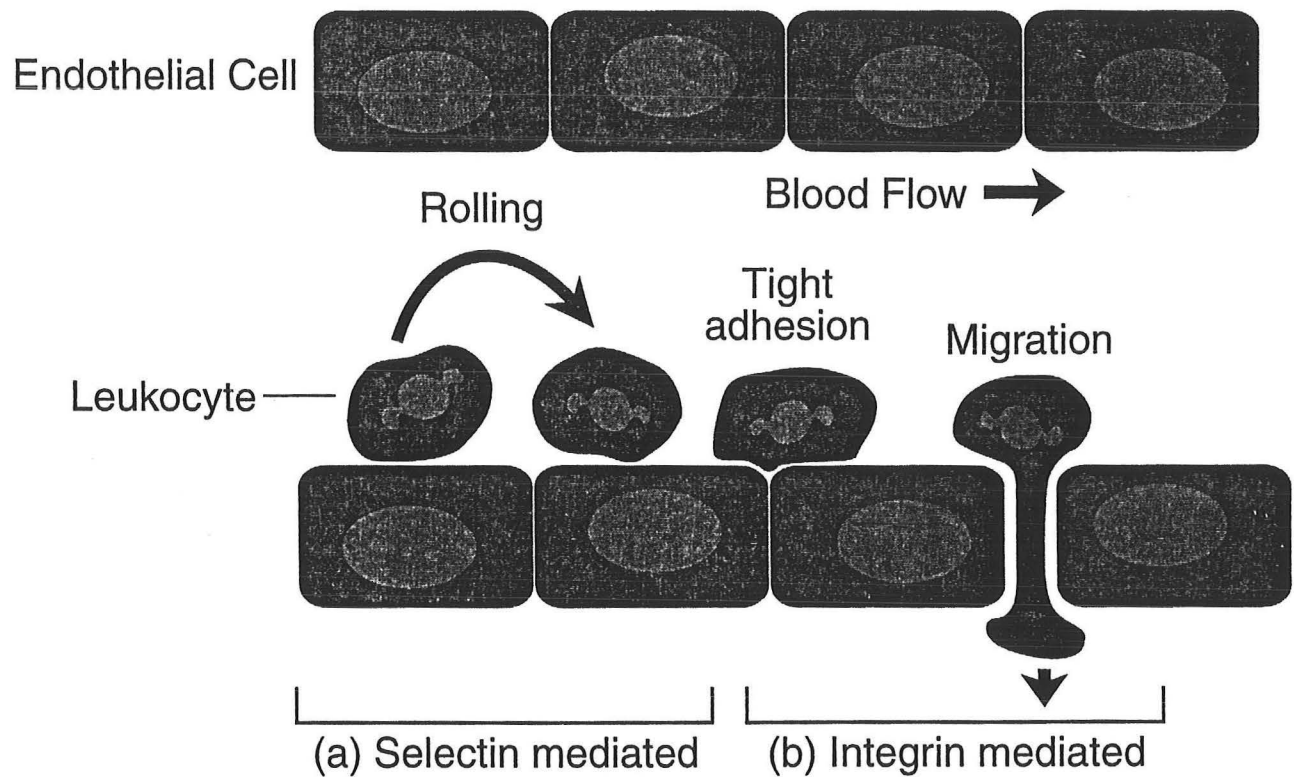 Endothelial Cell
Blood Flow
Rolling
Tight
adhesion
Migration
Leukocyte
(a) Selectin mediated
(b) Integrin mediated